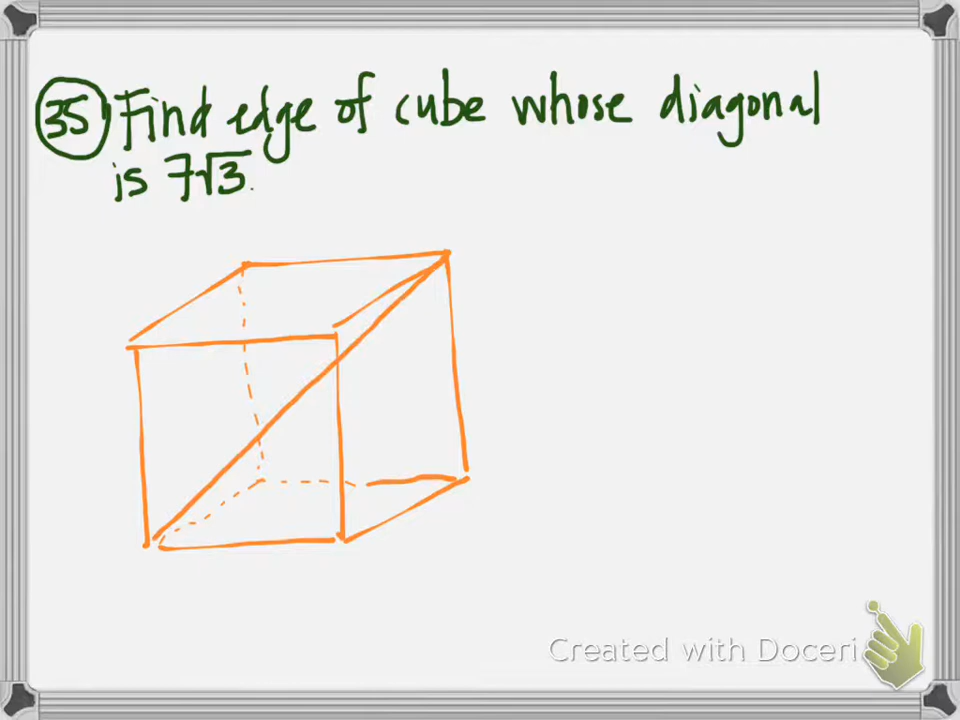 35 Find edge of cube whose diagonal
is 7√3.
Created with Doceri